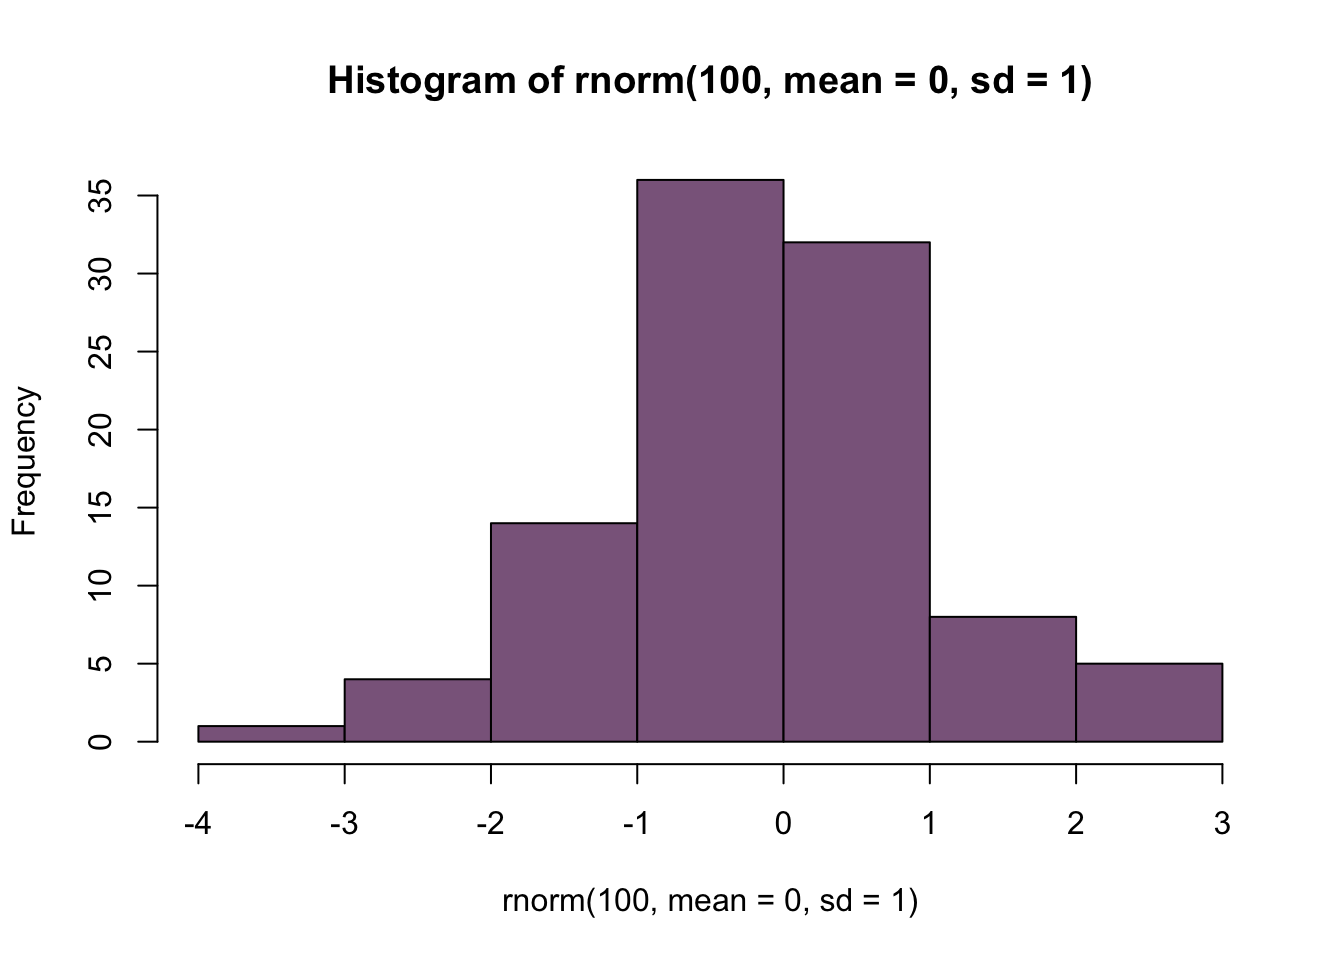 Histogram of rnorm(100, mean = 0, sd = 1)
35
30
25
20
15
10
5
0
Frequency
-4 -3 -2 -1 0 1 2 3
rnorm(100, mean = 0, sd = 1)